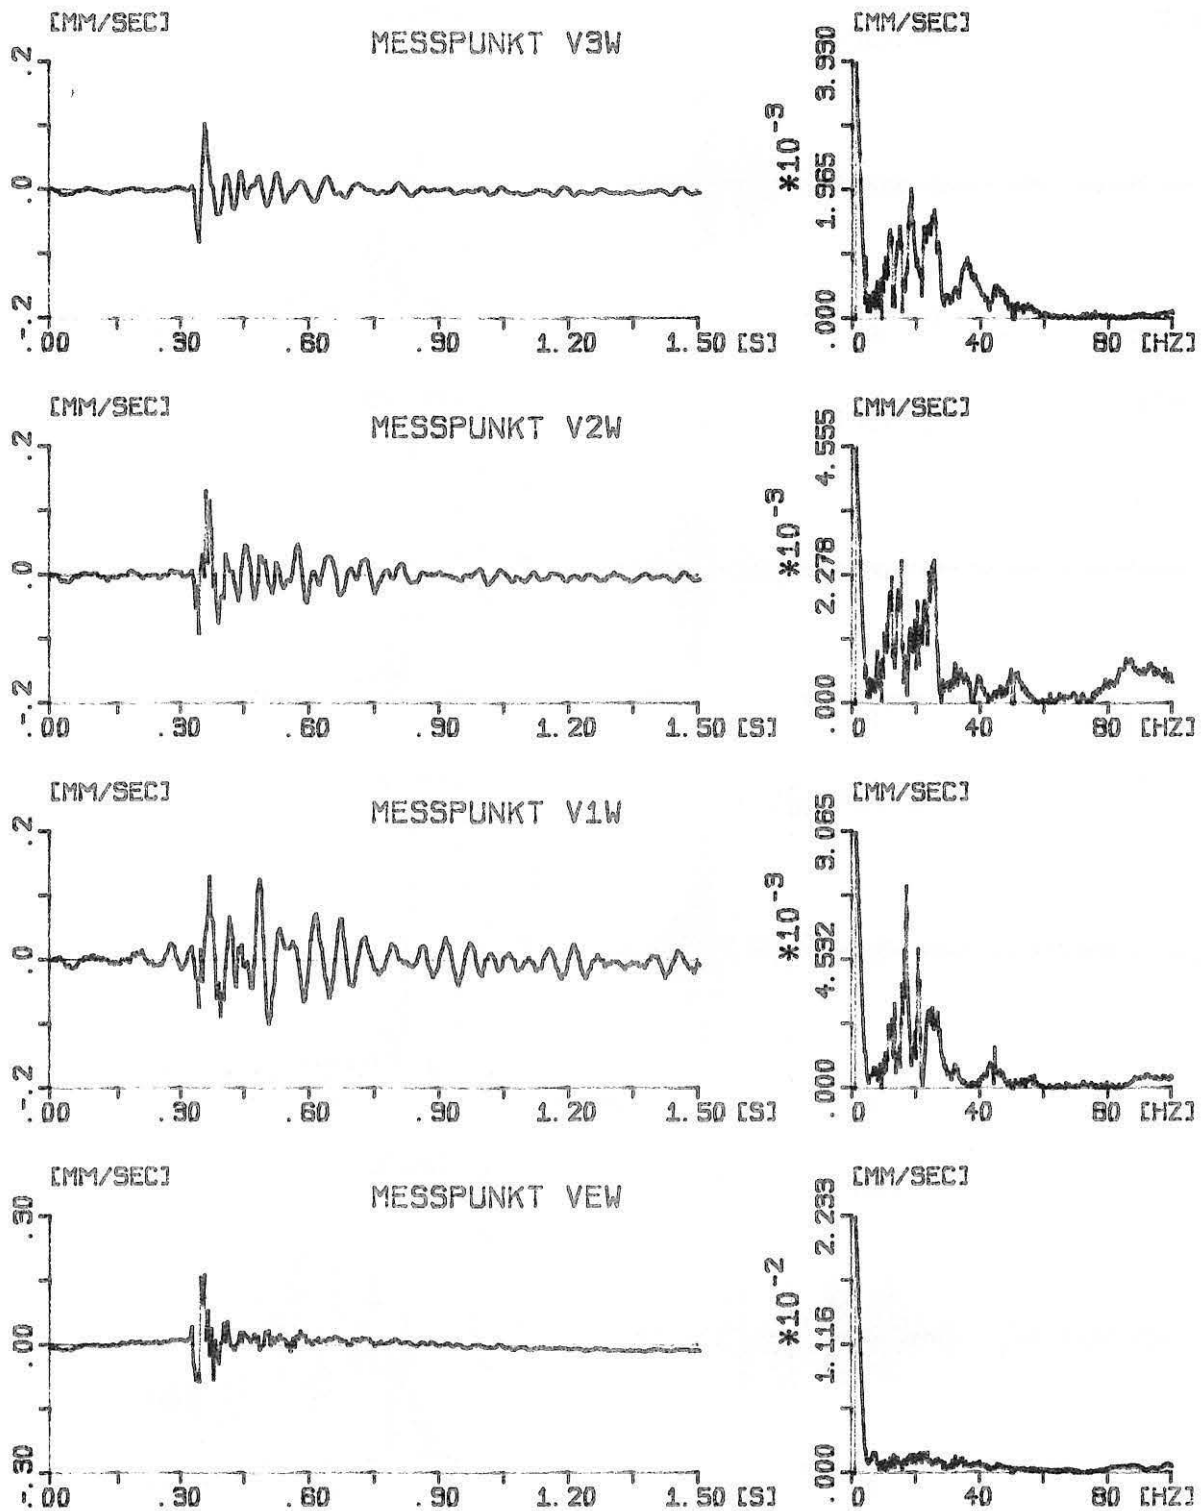 [MM/SEC] MESSPUNKT V3W [MM/SEC]
.2 .0 -.2
.00 .30 .60 .90 1.20 1.50 [S]
*10⁻³
3.930 1.965 .000
0 40 80 [HZ]
[MM/SEC] MESSPUNKT V2W [MM/SEC]
.2 .0 -.2
.00 .30 .60 .90 1.20 1.50 [S]
*10⁻³
4.555 2.278 .000
0 40 80 [HZ]
[MM/SEC] MESSPUNKT V1W [MM/SEC]
.2 .0 -.2
.00 .30 .60 .90 1.20 1.50 [S]
*10⁻³
9.065 4.532 .000
0 40 80 [HZ]
[MM/SEC] MESSPUNKT VEW [MM/SEC]
.30 .00 -.30
.00 .30 .60 .90 1.20 1.50 [S]
*10⁻²
2.233 1.116 .000
0 40 80 [HZ]